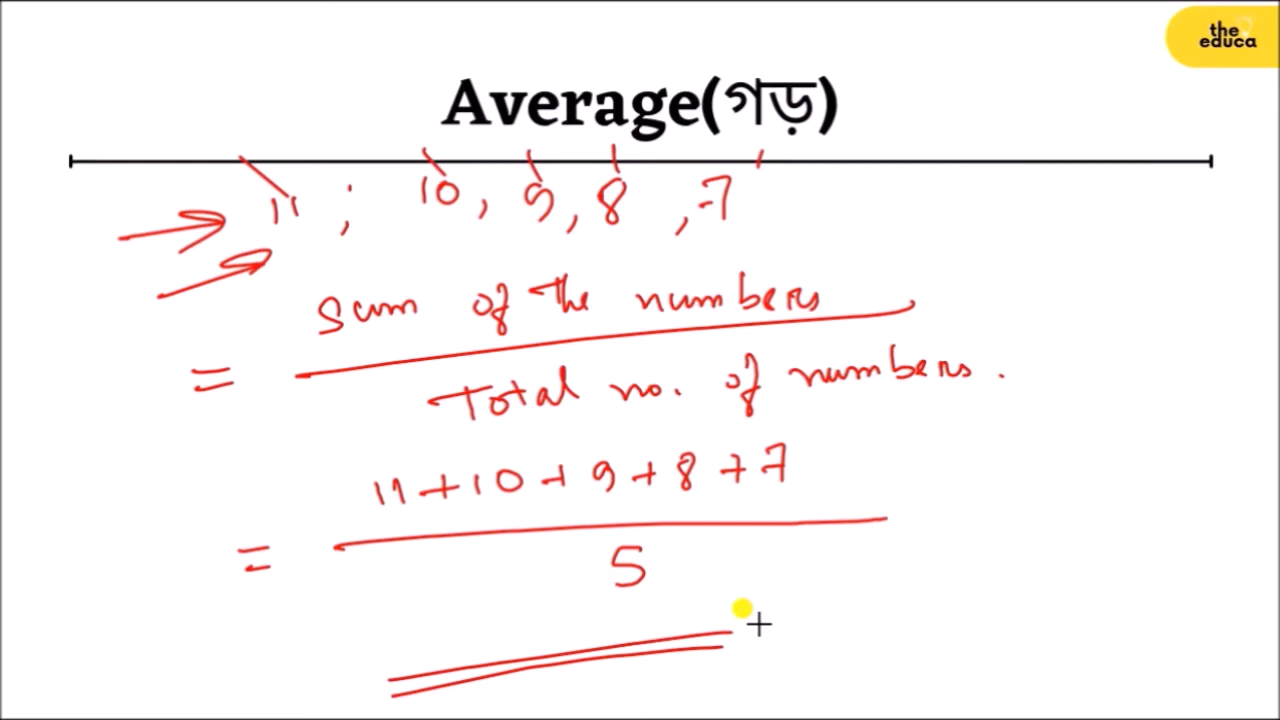 the
educa
Average(গড়)
11 ; 10, 9, 8 , 7
Sum of the numbers
=
Total no. of numbers.
11 + 10 + 9 + 8 + 7
=
5